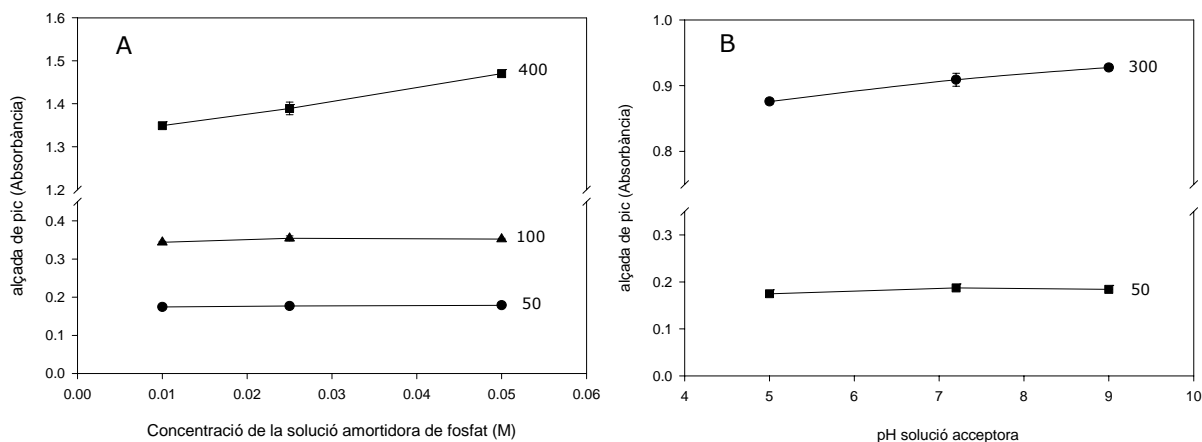 A
alçada de pic (Absorbància)
1.6
1.5
1.4
1.3
1.2
0.4
0.3
0.2
0.1
0.0
400
100
50
0.00 0.01 0.02 0.03 0.04 0.05 0.06
Concentració de la solució amortidora de fosfat (M)
B
alçada de pic (Absorbància)
1.0
0.9
0.8
0.3
0.2
0.1
0.0
300
50
4 5 6 7 8 9 10
pH solució acceptora